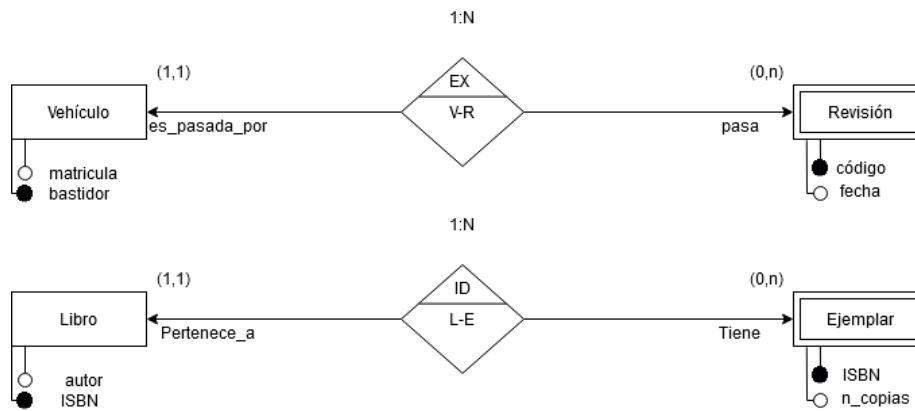 1:N
(1,1)
(0,n)
Vehículo
EX
V-R
Revisión
es_pasada_por
pasa
matricula
bastidor
código
fecha
1:N
(1,1)
(0,n)
Libro
ID
L-E
Ejemplar
Pertenece_a
Tiene
autor
ISBN
ISBN
n_copias